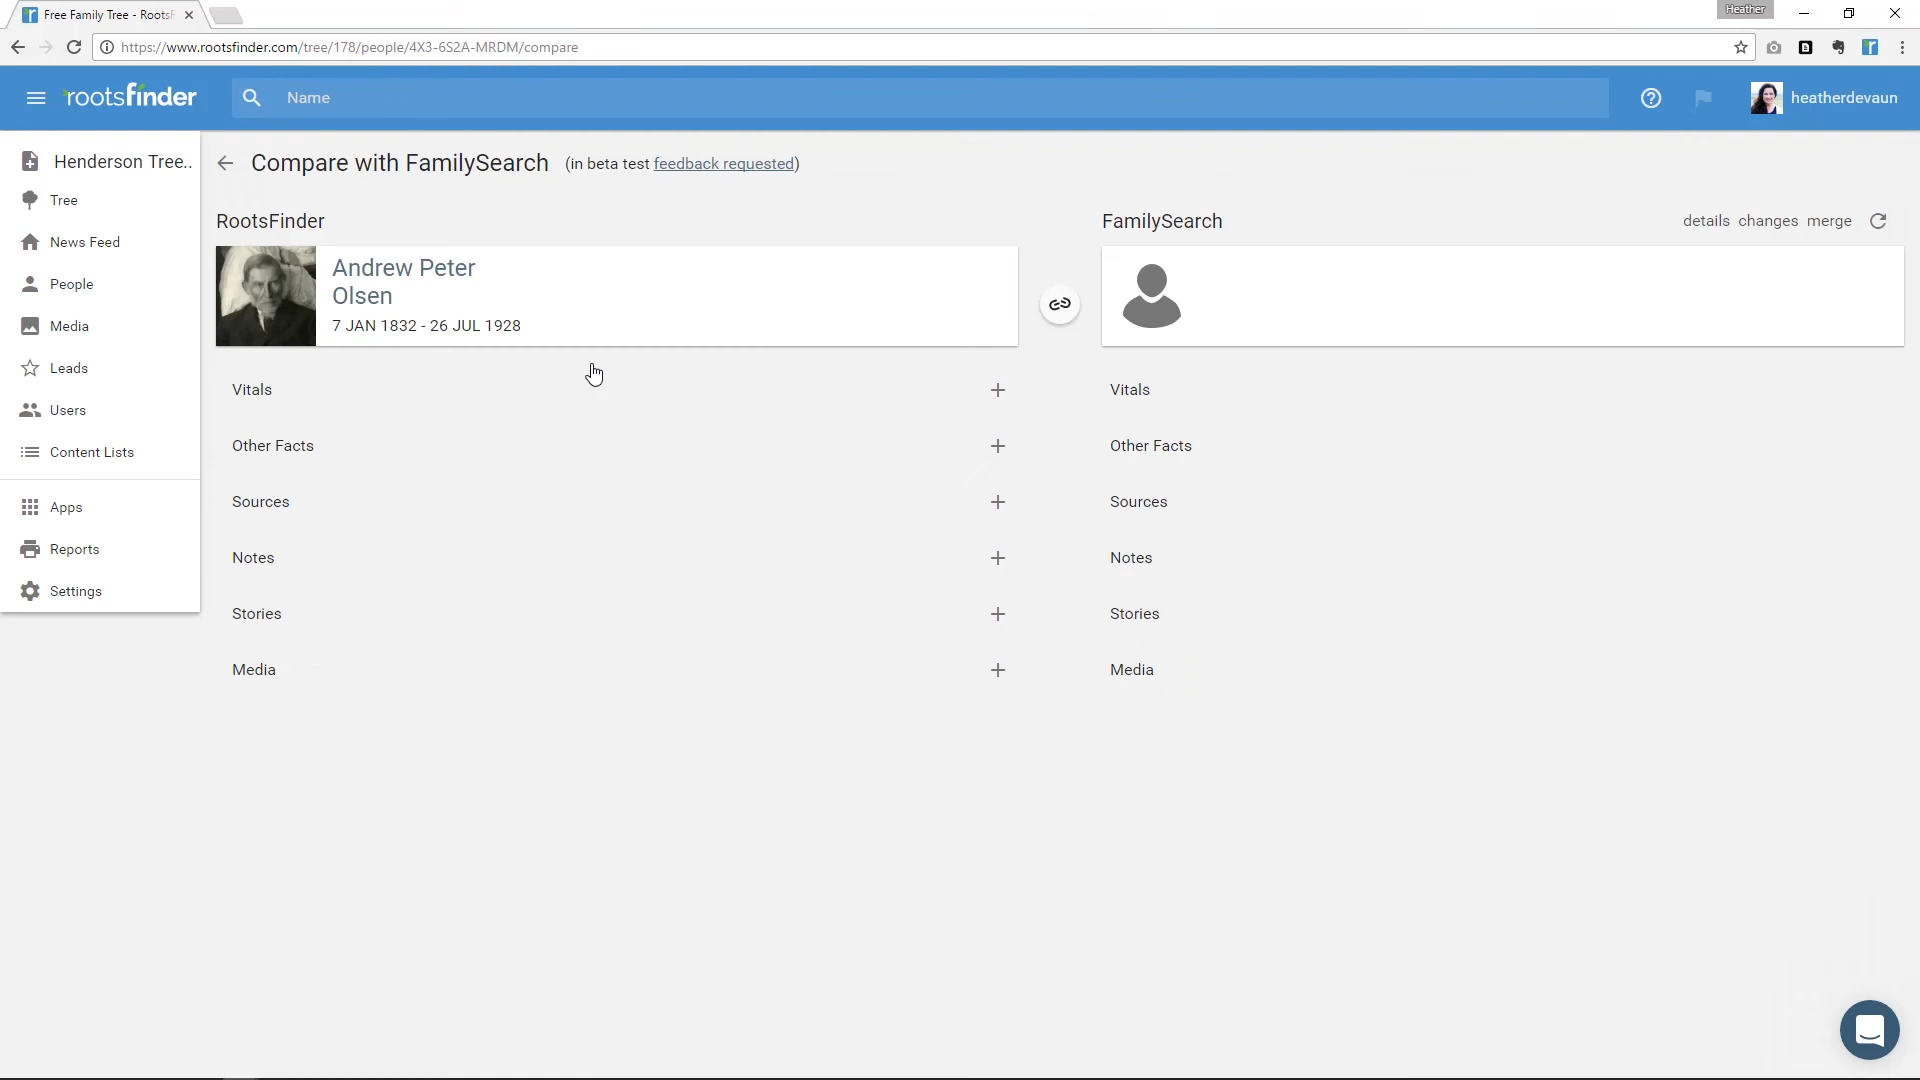 Free Family Tree - RootsF
Heather
https://www.rootsfinder.com/tree/178/people/4X3-6S2A-MRDM/compare
rootsfinder
Name
heatherdevaun
Henderson Tree..
Tree
News Feed
People
Media
Leads
Users
Content Lists
Apps
Reports
Settings
Compare with FamilySearch (in beta test feedback requested)
RootsFinder
Andrew Peter
Olsen
7 JAN 1832 - 26 JUL 1928
Vitals
Other Facts
Sources
Notes
Stories
Media
FamilySearch
details changes merge
Vitals
Other Facts
Sources
Notes
Stories
Media